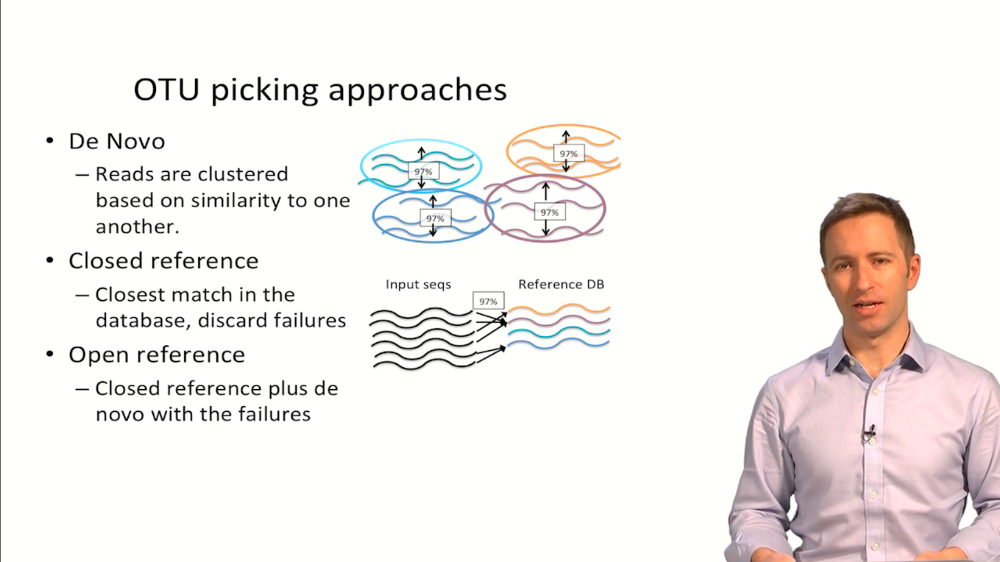 OTU picking approaches
• De Novo
– Reads are clustered
based on similarity to one
another.
• Closed reference
– Closest match in the
database, discard failures
• Open reference
– Closed reference plus de
novo with the failures
97%
97%
97%
97%
Input seqs
Reference DB
97%